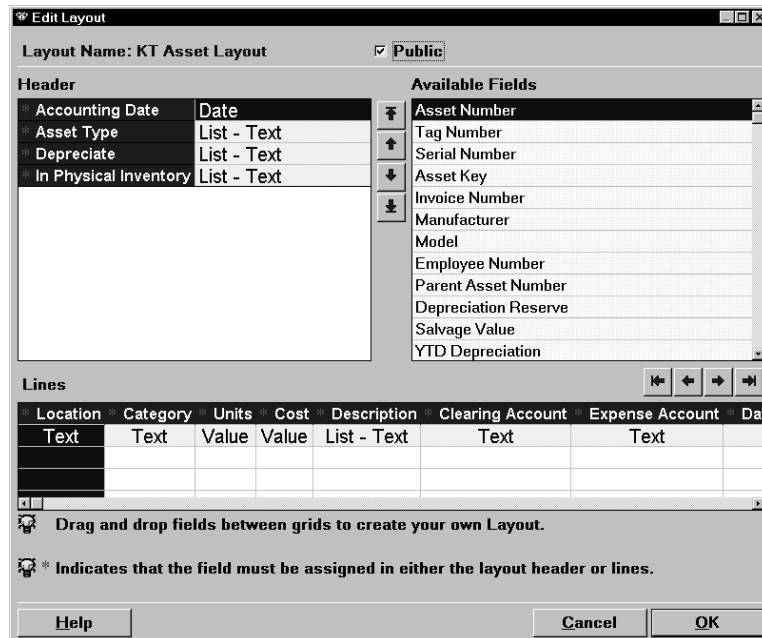 Edit Layout
Layout Name: KT Asset Layout
Public
Header
Available Fields
* Accounting Date Date
* Asset Type List - Text
* Depreciate List - Text
* In Physical Inventory List - Text
Asset Number
Tag Number
Serial Number
Asset Key
Invoice Number
Manufacturer
Model
Employee Number
Parent Asset Number
Depreciation Reserve
Salvage Value
YTD Depreciation
Lines
* Location * Category * Units * Cost * Description * Clearing Account * Expense Account * Da
Text Text Value Value List - Text Text Text
Drag and drop fields between grids to create your own Layout.
* Indicates that the field must be assigned in either the layout header or lines.
Help Cancel OK